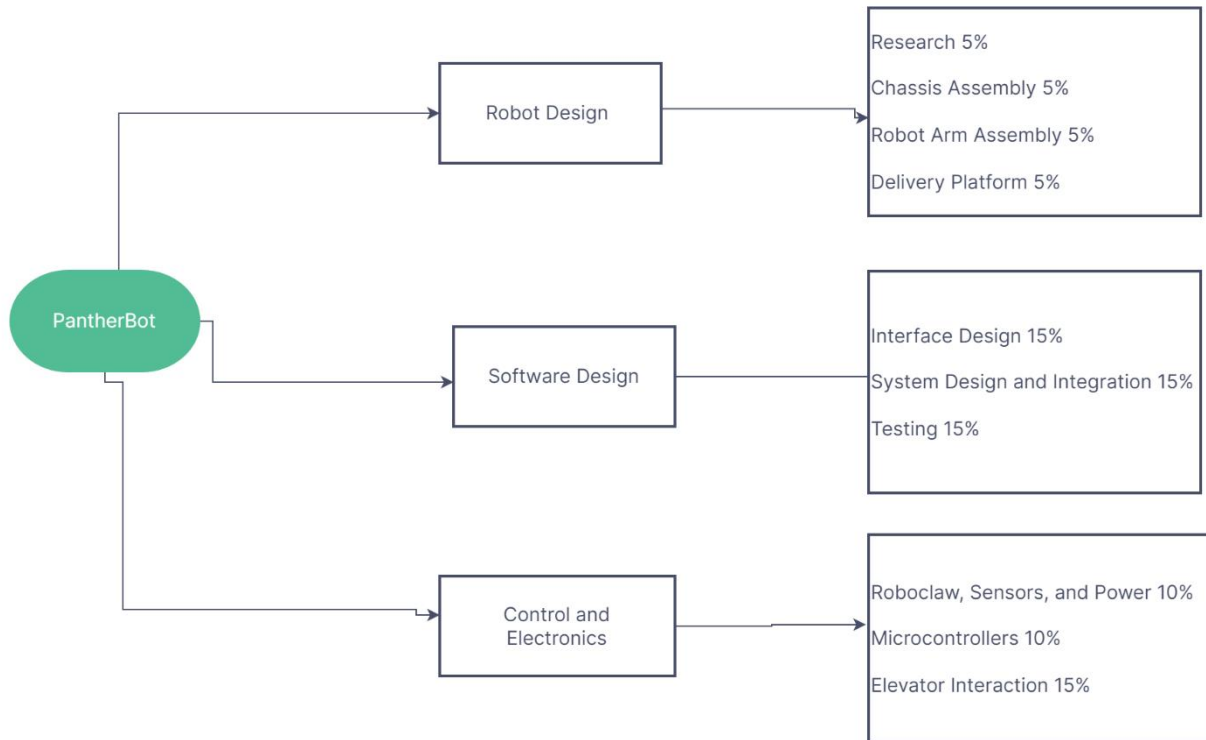 PantherBot
Robot Design
Research 5%
Chassis Assembly 5%
Robot Arm Assembly 5%
Delivery Platform 5%
Software Design
Interface Design 15%
System Design and Integration 15%
Testing 15%
Control and
Electronics
Roboclaw, Sensors, and Power 10%
Microcontrollers 10%
Elevator Interaction 15%